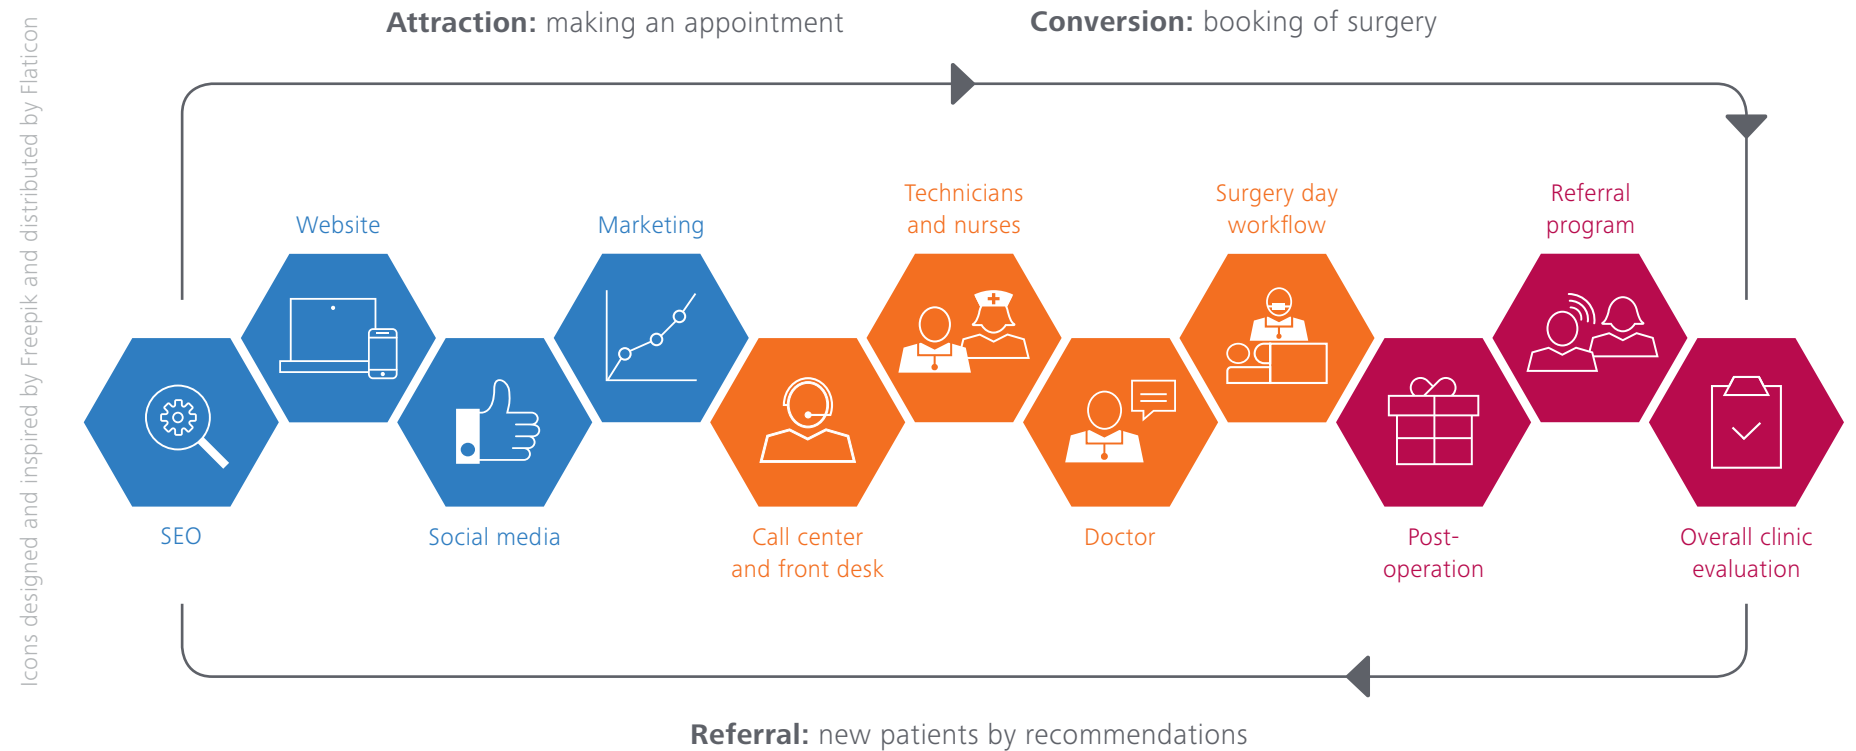 Attraction: making an appointment
Conversion: booking of surgery
Icons designed and inspired by Freepik and distributed by Flaticon
Website
Marketing
Technicians
and nurses
Surgery day
workflow
Referral
program
SEO
Social media
Call center
and front desk
Doctor
Post-
operation
Overall clinic
evaluation
Referral: new patients by recommendations